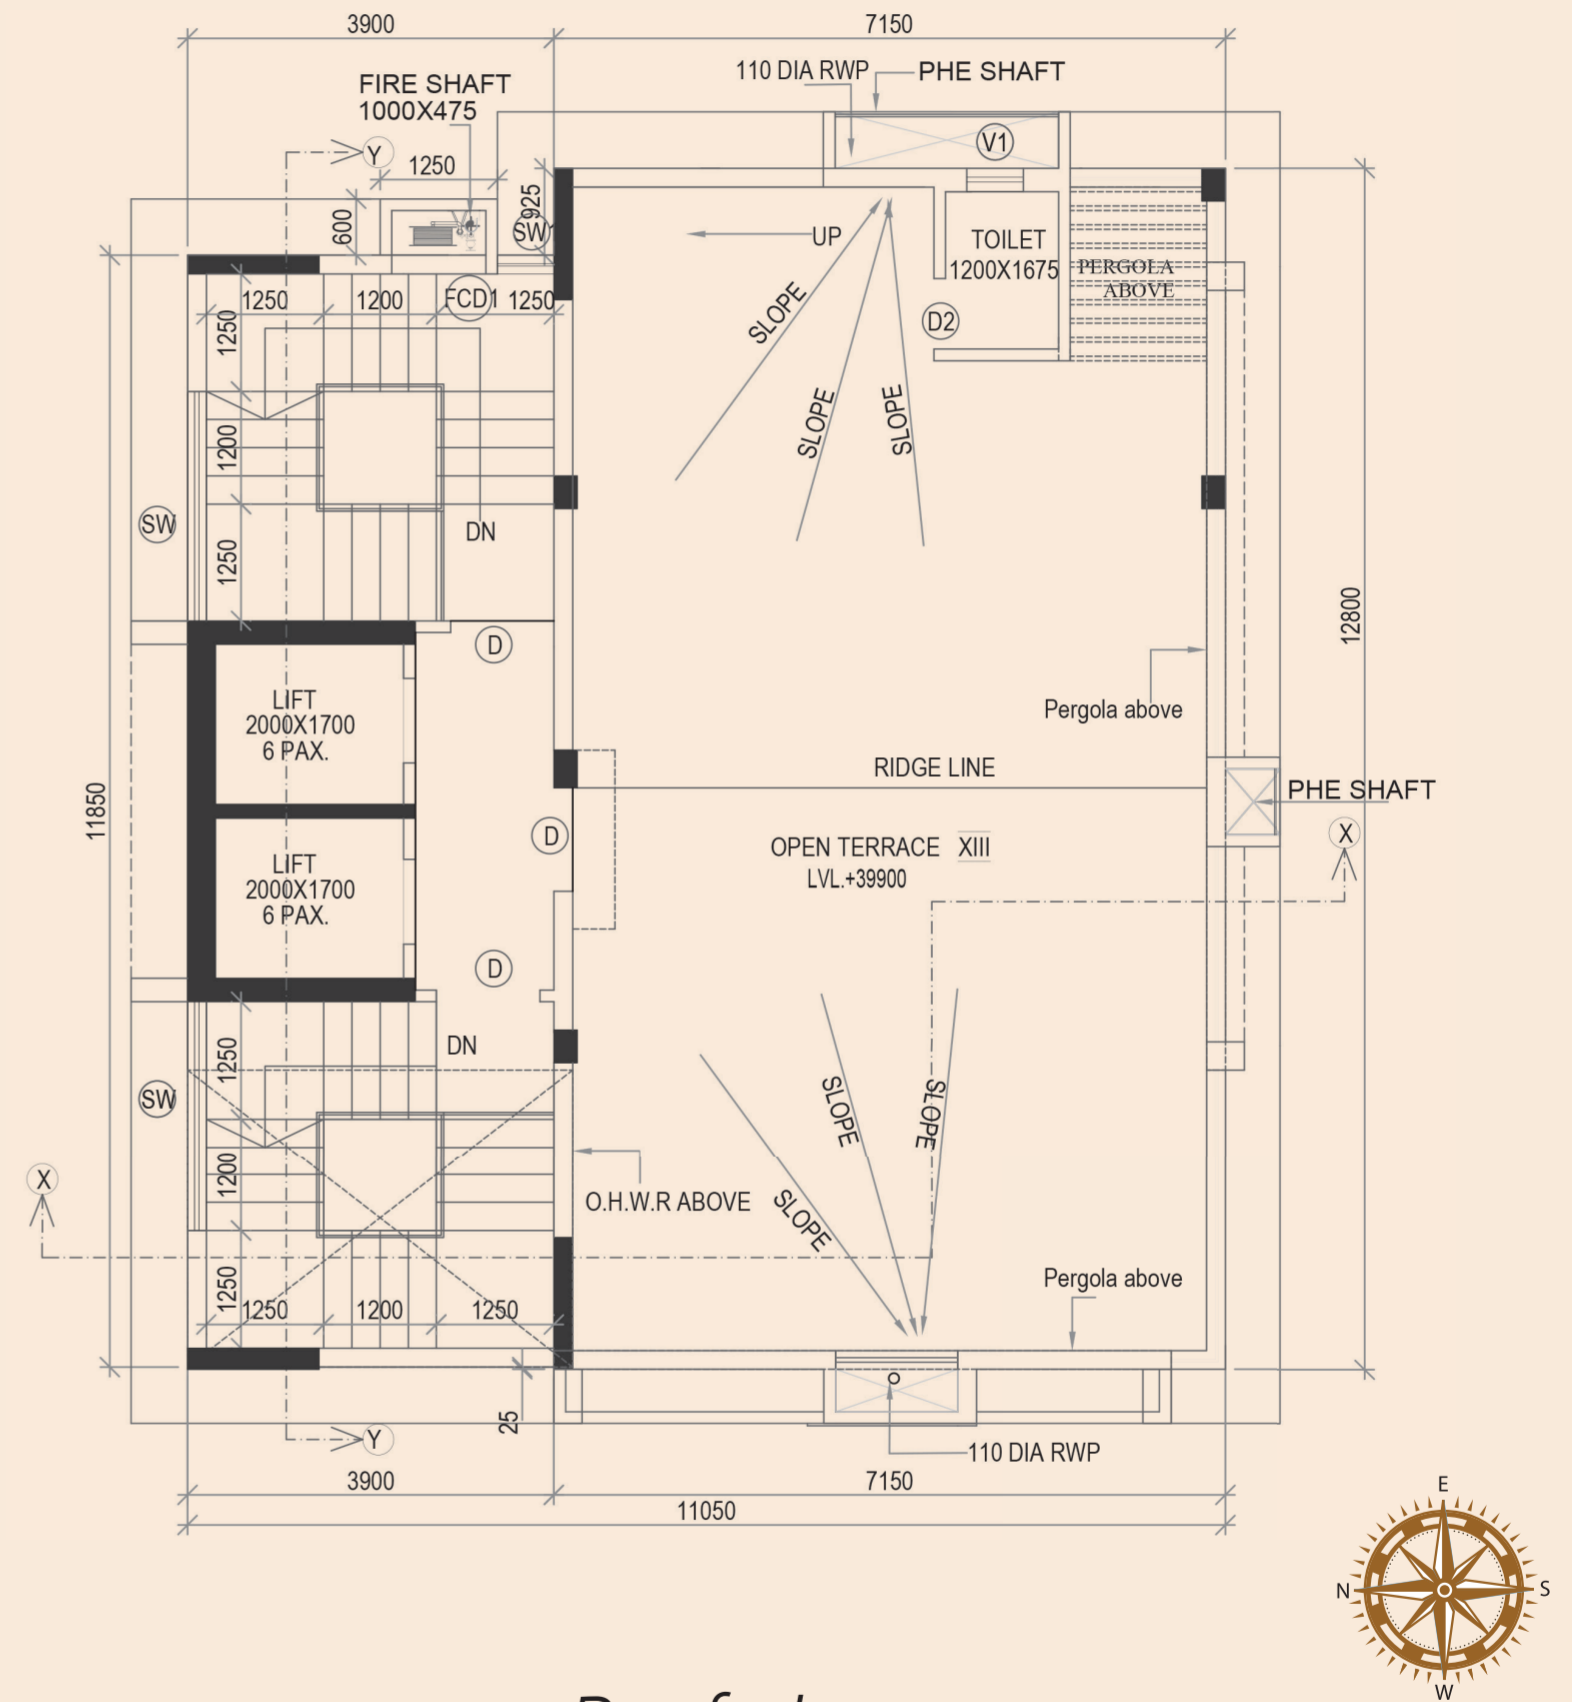 3900
7150
FIRE SHAFT
1000X475
110 DIA RWP
PHE SHAFT
Y
1250
V1
600
925
SW1
UP
TOILET
1200X1675
PERGOLA
ABOVE
1250
1200
FCD1
1250
1250
SLOPE
D2
SLOPE
SLOPE
1200
SW
DN
1250
12800
D
LIFT
2000X1700
6 PAX.
Pergola above
RIDGE LINE
PHE SHAFT
11850
D
X
OPEN TERRACE XIII
LVL.+39900
LIFT
2000X1700
6 PAX.
D
DN
1250
SW
SLOPE
SLOPE
X
1200
O.H.W.R ABOVE
SLOPE
Pergola above
1250
1250
1200
1250
25
Y
110 DIA RWP
3900
7150
11050
E
N
S
W